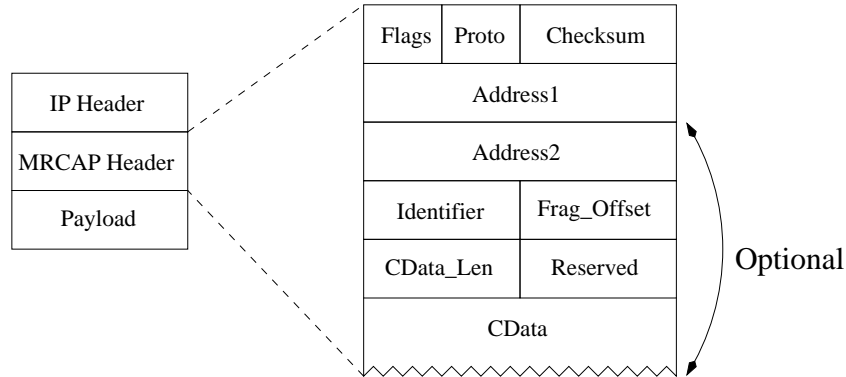 IP Header
MRCAP Header
Payload
Flags Proto Checksum
Address1
Address2
Identifier Frag_Offset
CData_Len Reserved
CData
Optional